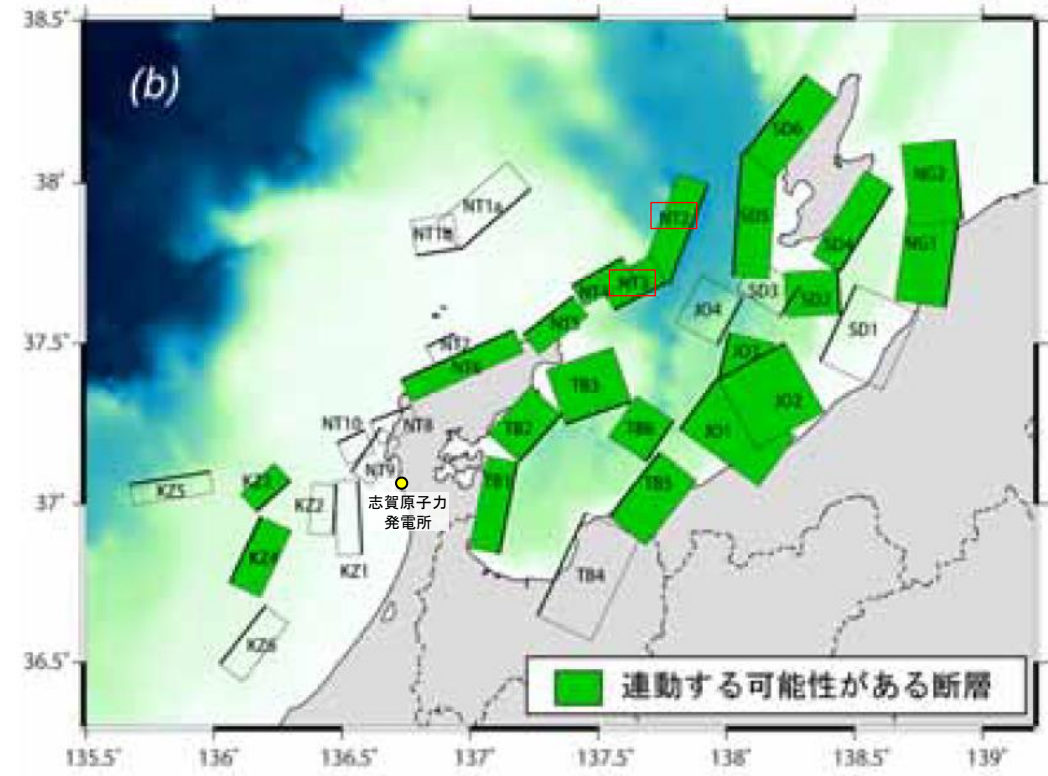 38.5°
(b)
SD6
38°
NT1a
NT1b
NT2
SD5
SD4
NG2
NG1
NT3
NT4
SD3
SD2
JO4
SD1
NT5
37.5°
NT7
NT6
JO3
TB3
JO2
JO1
NT10
NT8
TB2
TB6
NT9
TB1
TB5
37°
KZ5
KZ3
KZ2
志賀原子力
発電所
KZ4
KZ1
TB4
KZ6
36.5°
連動する可能性がある断層
135.5°
136°
136.5°
137°
137.5°
138°
138.5°
139°